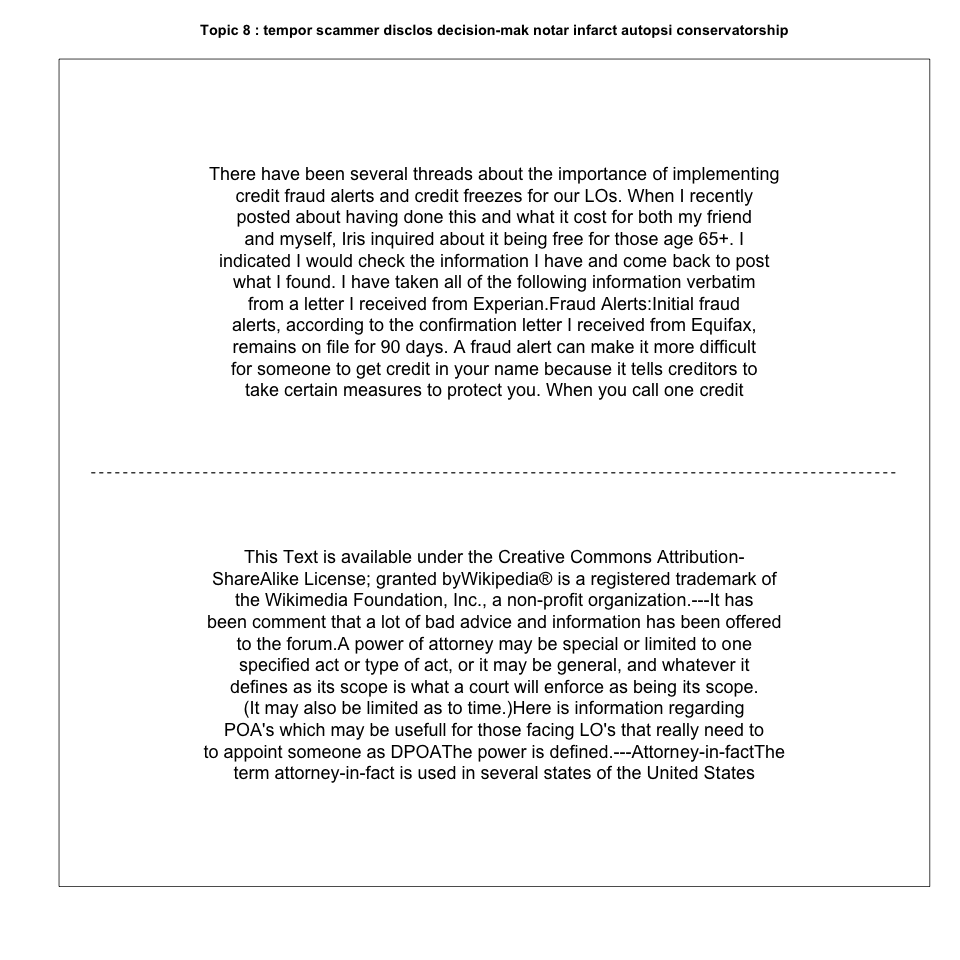 Topic 8 : tempor scammer disclos decision-mak notar infarct autopsi conservatorship
There have been several threads about the importance of implementing
credit fraud alerts and credit freezes for our LOs. When I recently
posted about having done this and what it cost for both my friend
and myself, Iris inquired about it being free for those age 65+. I
indicated I would check the information I have and come back to post
what I found. I have taken all of the following information verbatim
from a letter I received from Experian.Fraud Alerts:Initial fraud
alerts, according to the confirmation letter I received from Equifax,
remains on file for 90 days. A fraud alert can make it more difficult
for someone to get credit in your name because it tells creditors to
take certain measures to protect you. When you call one credit
This Text is available under the Creative Commons Attribution-
ShareAlike License; granted byWikipedia® is a registered trademark of
the Wikimedia Foundation, Inc., a non-profit organization.---It has
been comment that a lot of bad advice and information has been offered
to the forum.A power of attorney may be special or limited to one
specified act or type of act, or it may be general, and whatever it
defines as its scope is what a court will enforce as being its scope.
(It may also be limited as to time.)Here is information regarding
POA's which may be usefull for those facing LO's that really need to
to appoint someone as DPOAThe power is defined.---Attorney-in-factThe
term attorney-in-fact is used in several states of the United States